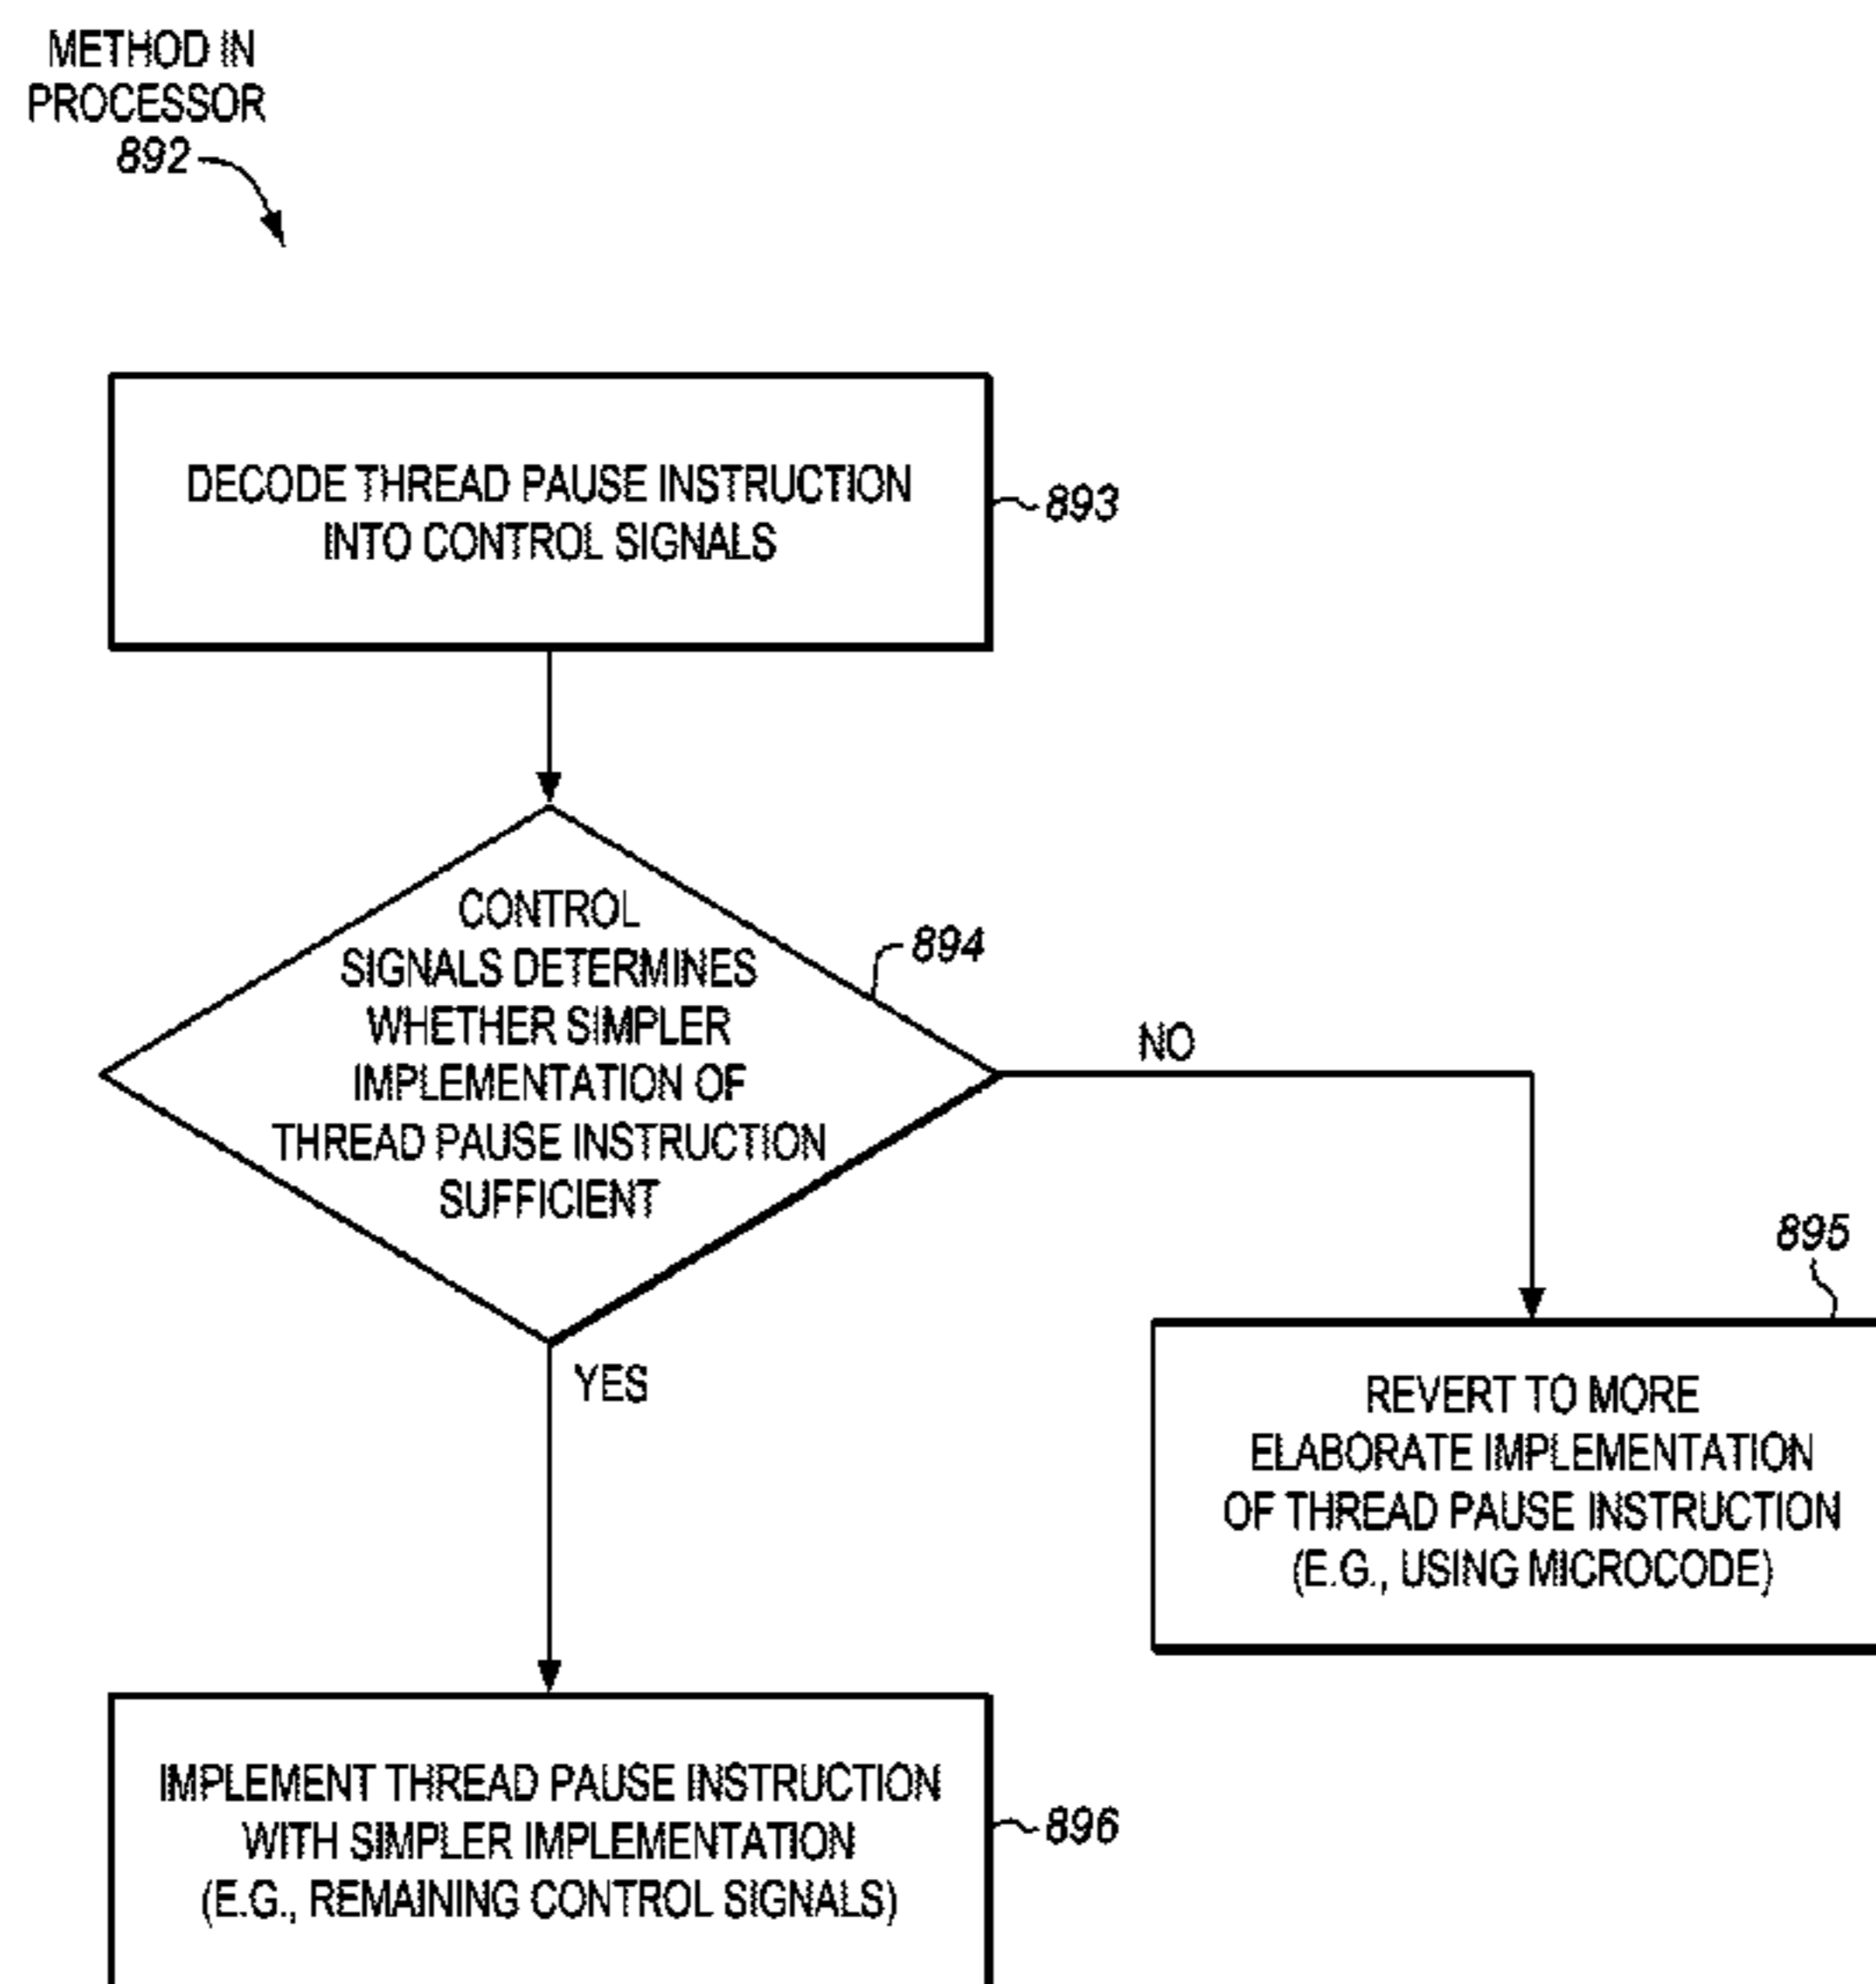 METHOD IN
PROCESSOR
892
DECODE THREAD PAUSE INSTRUCTION
INTO CONTROL SIGNALS
893
CONTROL
SIGNALS DETERMINES
WHETHER SIMPLER
IMPLEMENTATION OF
THREAD PAUSE INSTRUCTION
SUFFICIENT
894
NO
YES
895
REVERT TO MORE
ELABORATE IMPLEMENTATION
OF THREAD PAUSE INSTRUCTION
(E.G., USING MICROCODE)
IMPLEMENT THREAD PAUSE INSTRUCTION
WITH SIMPLER IMPLEMENTATION
(E.G., REMAINING CONTROL SIGNALS)
896